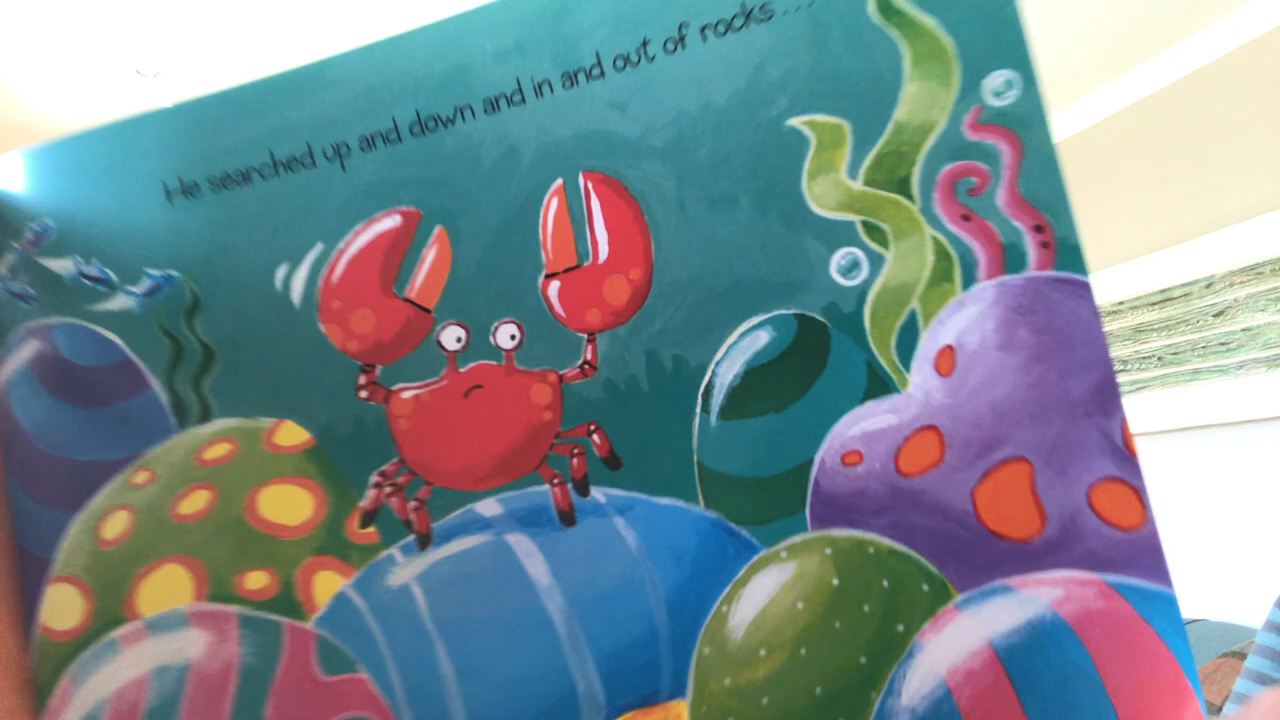 He searched up and down and in and out of rocks....